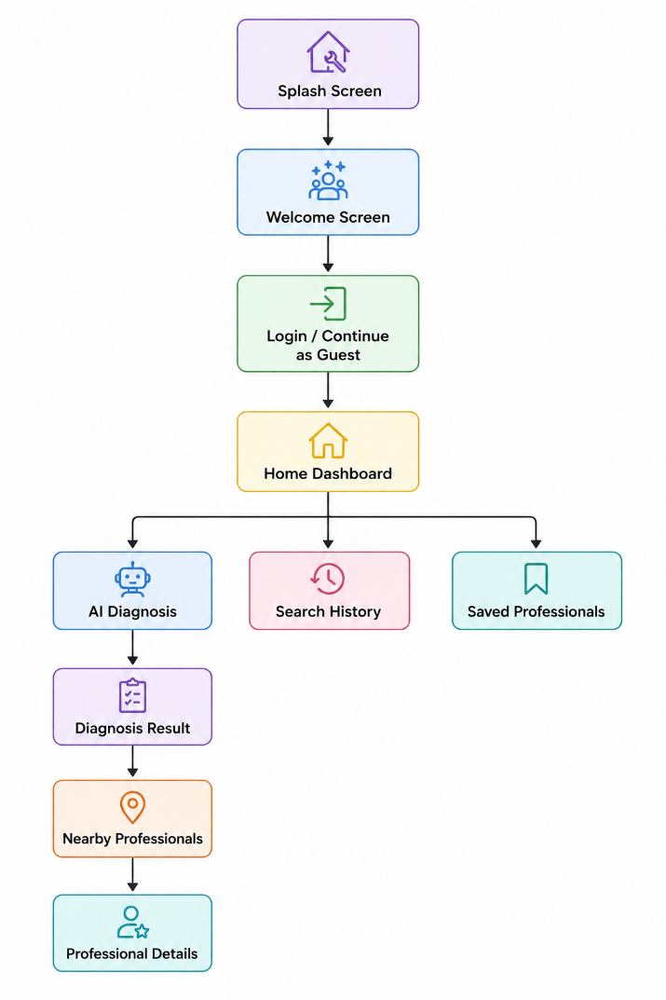 Splash Screen
Welcome Screen
Login / Continue
as Guest
Home Dashboard
AI Diagnosis
Search History
Saved Professionals
Diagnosis Result
Nearby Professionals
Professional Details